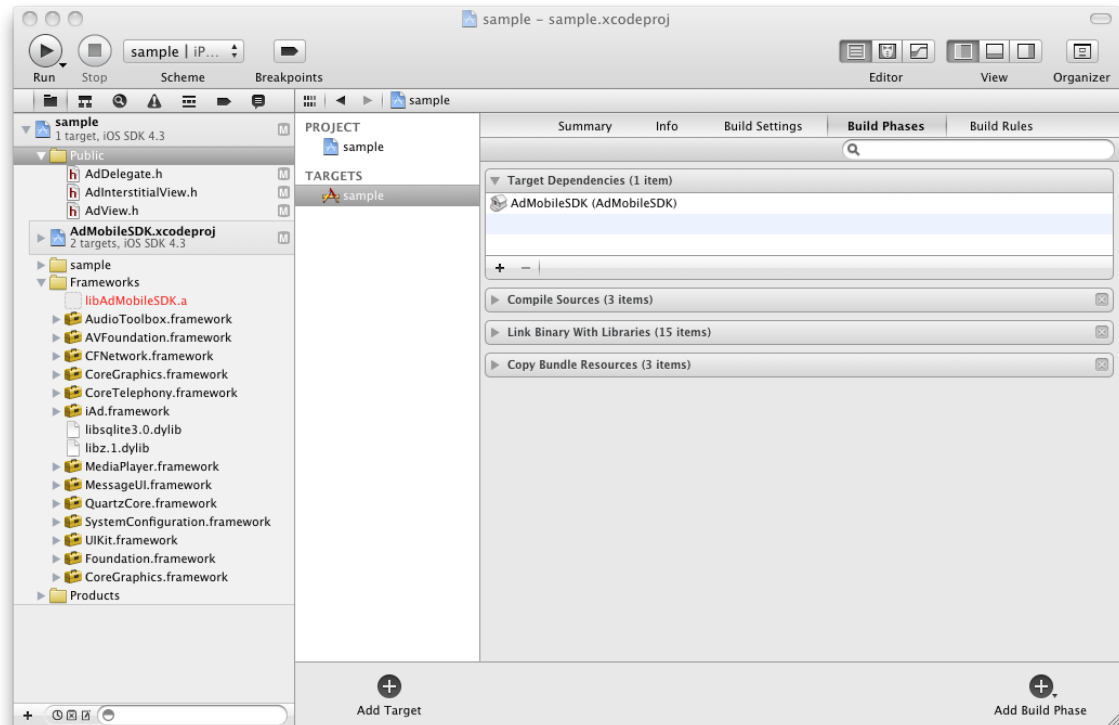 sample – sample.xcodeproj
sample | iP...
Run Stop Scheme Breakpoints Editor View Organizer
sample
sample
1 target, iOS SDK 4.3
M
Public
h AdDelegate.h M
h AdInterstitialView.h M
h AdView.h M
AdMobileSDK.xcodeproj
2 targets, iOS SDK 4.3
M
sample
Frameworks
libAdMobileSDK.a
AudioToolbox.framework
AVFoundation.framework
CFNetwork.framework
CoreGraphics.framework
CoreTelephony.framework
iAd.framework
libsqlite3.0.dylib
libz.1.dylib
MediaPlayer.framework
MessageUI.framework
QuartzCore.framework
SystemConfiguration.framework
UIKit.framework
Foundation.framework
CoreGraphics.framework
Products
PROJECT
sample
TARGETS
sample
Summary Info Build Settings Build Phases Build Rules
Target Dependencies (1 item)
AdMobileSDK (AdMobileSDK)
Compile Sources (3 items)
Link Binary With Libraries (15 items)
Copy Bundle Resources (3 items)
Add Target
Add Build Phase